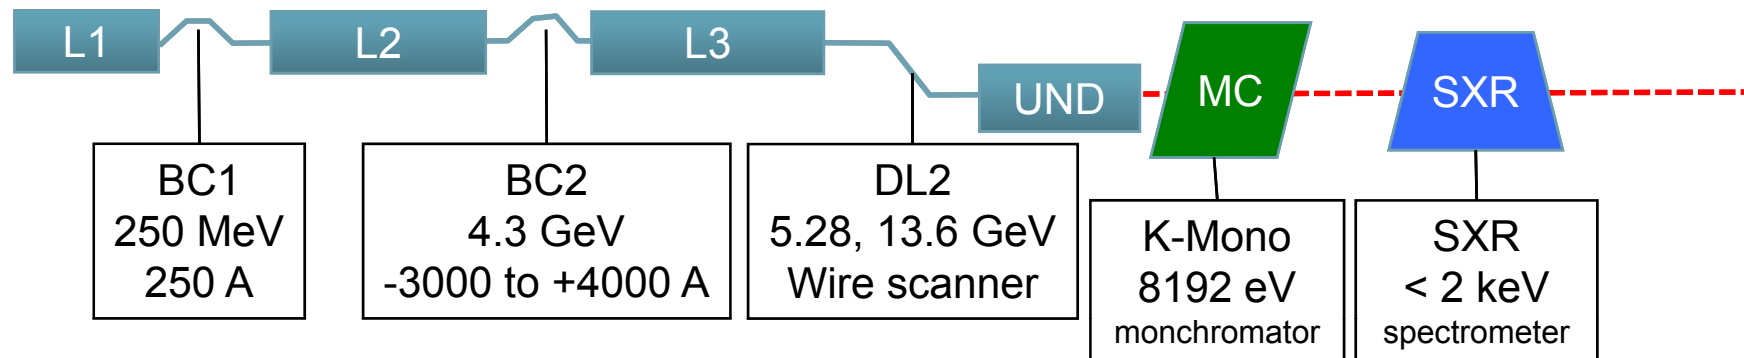 L1
L2
L3
UND
MC
SXR
BC1
250 MeV
250 A
BC2
4.3 GeV
-3000 to +4000 A
DL2
5.28, 13.6 GeV
Wire scanner
K-Mono
8192 eV
monchromator
SXR
< 2 keV
spectrometer